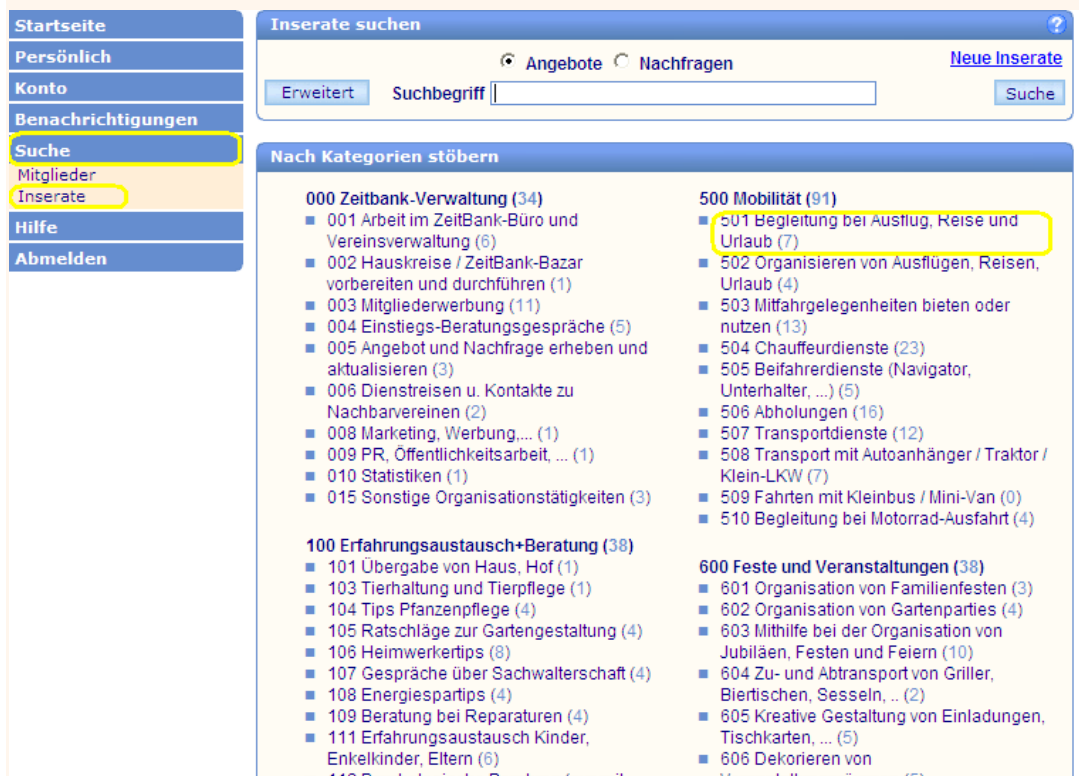 Startseite
Persönlich
Konto
Benachrichtigungen
Suche
Mitglieder
Inserate
Hilfe
Abmelden
Inserate suchen
?
Angebote Nachfragen
Neue Inserate
Erweitert Suchbegriff Suche
Nach Kategorien stöbern
000 Zeitbank-Verwaltung (34)
001 Arbeit im ZeitBank-Büro und
Vereinsverwaltung (6)
002 Hauskreise / ZeitBank-Bazar
vorbereiten und durchführen (1)
003 Mitgliederwerbung (11)
004 Einstiegs-Beratungsgespräche (5)
005 Angebot und Nachfrage erheben und
aktualisieren (3)
006 Dienstreisen u. Kontakte zu
Nachbarvereinen (2)
008 Marketing, Werbung,... (1)
009 PR, Öffentlichkeitsarbeit, ... (1)
010 Statistiken (1)
015 Sonstige Organisationstätigkeiten (3)
100 Erfahrungsaustausch+Beratung (38)
101 Übergabe von Haus, Hof (1)
103 Tierhaltung und Tierpflege (1)
104 Tips Pfanzenpflege (4)
105 Ratschläge zur Gartengestaltung (4)
106 Heimwerkertips (8)
107 Gespräche über Sachwalterschaft (4)
108 Energiespartips (4)
109 Beratung bei Reparaturen (4)
111 Erfahrungsaustausch Kinder,
Enkelkinder, Eltern (6)
500 Mobilität (91)
501 Begleitung bei Ausflug, Reise und
Urlaub (7)
502 Organisieren von Ausflügen, Reisen,
Urlaub (4)
503 Mitfahrgelegenheiten bieten oder
nutzen (13)
504 Chauffeurdienste (23)
505 Beifahrerdienste (Navigator,
Unterhalter, ...) (5)
506 Abholungen (16)
507 Transportdienste (12)
508 Transport mit Autoanhänger / Traktor /
Klein-LKW (7)
509 Fahrten mit Kleinbus / Mini-Van (0)
510 Begleitung bei Motorrad-Ausfahrt (4)
600 Feste und Veranstaltungen (38)
601 Organisation von Familienfesten (3)
602 Organisation von Gartenparties (4)
603 Mithilfe bei der Organisation von
Jubiläen, Festen und Feiern (10)
604 Zu- und Abtransport von Griller,
Biertischen, Sesseln, .. (2)
605 Kreative Gestaltung von Einladungen,
Tischkarten, ... (5)
606 Dekorieren von